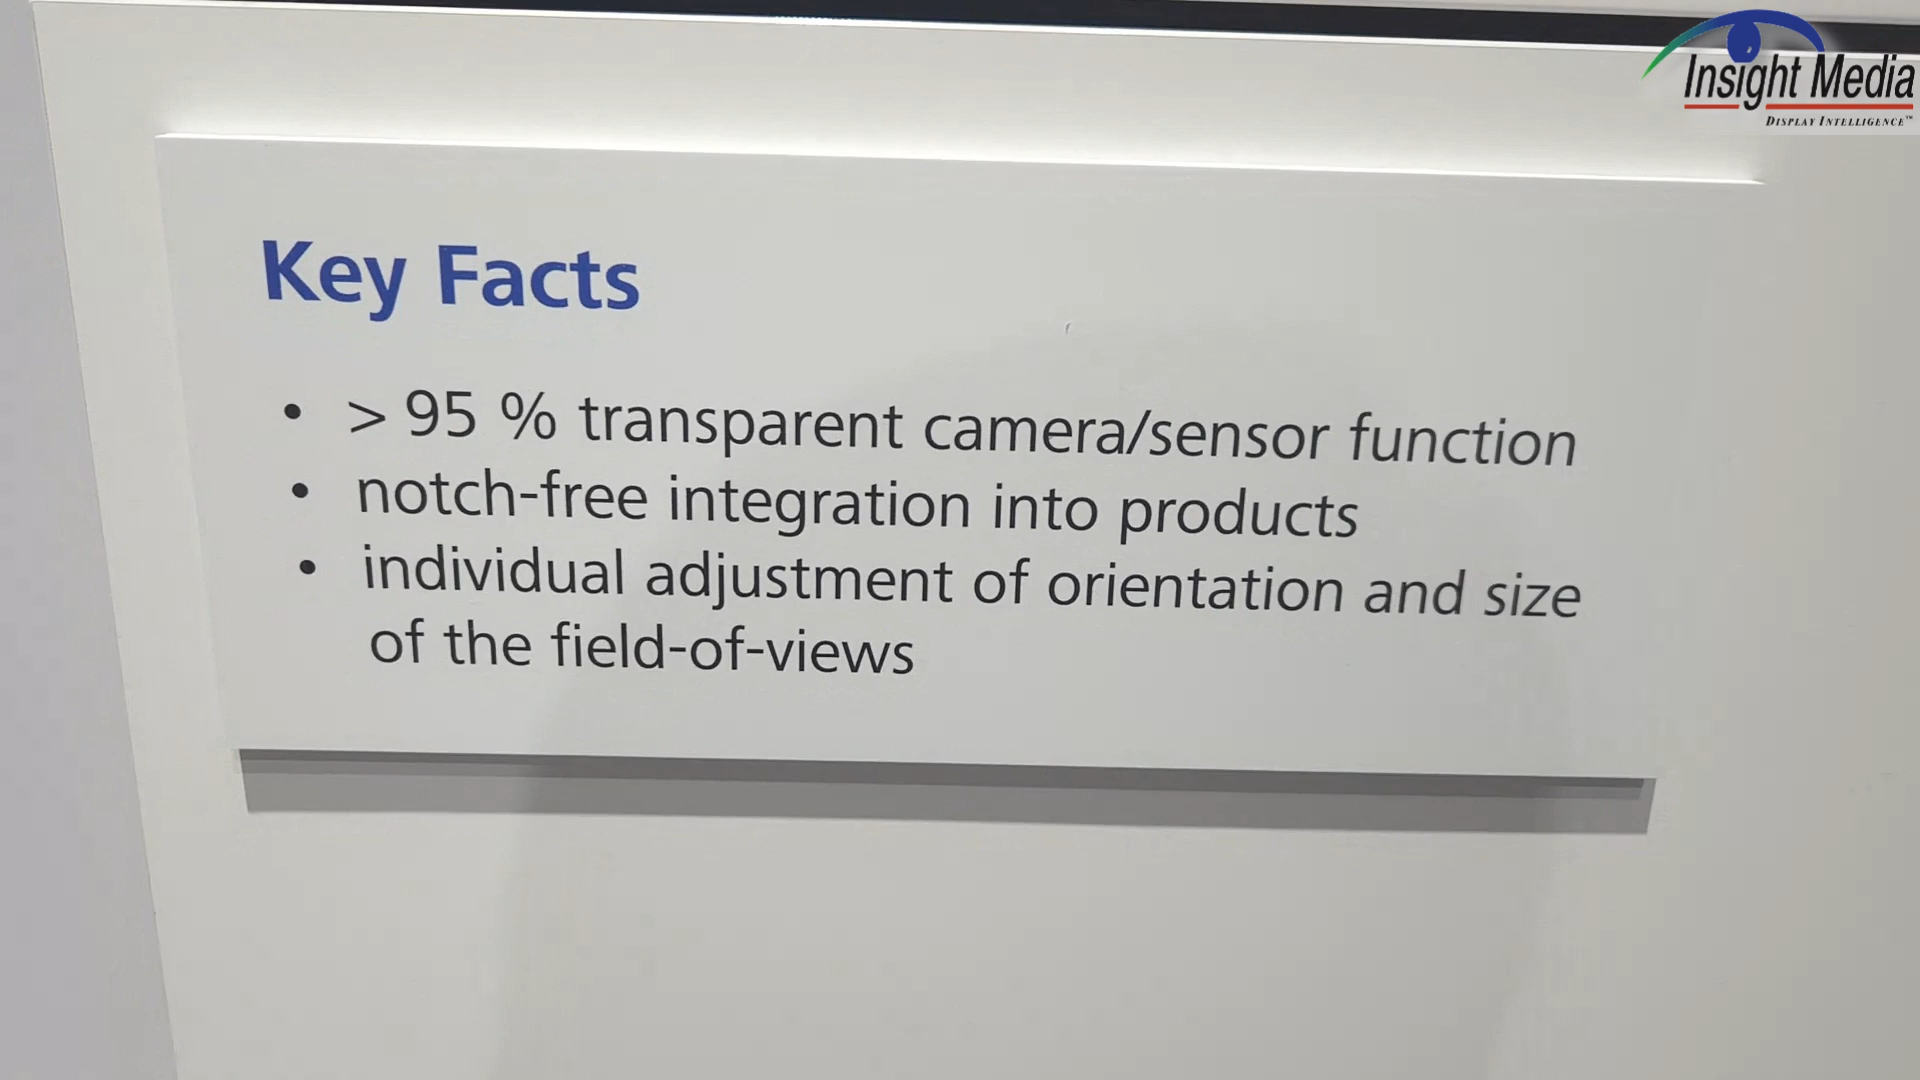 Insight Media
DISPLAY INTELLIGENCE™
Key Facts
• > 95 % transparent camera/sensor function
• notch-free integration into products
• individual adjustment of orientation and size
of the field-of-views